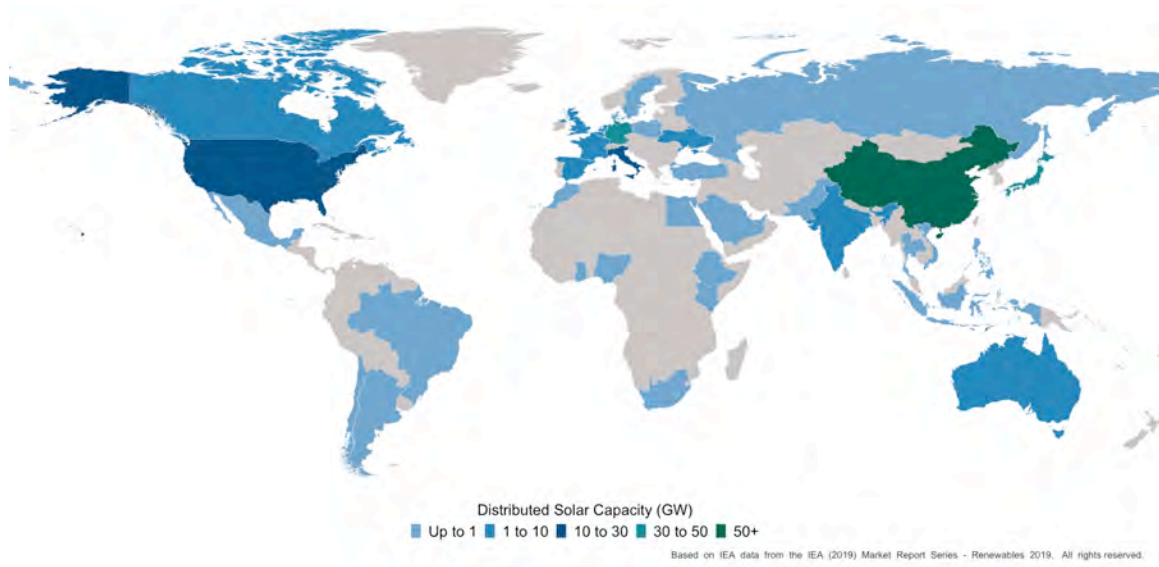 Distributed Solar Capacity (GW)
Up to 1 1 to 10 10 to 30 30 to 50 50+
Based on IEA data from the IEA (2019) Market Report Series - Renewables 2019. All rights reserved.